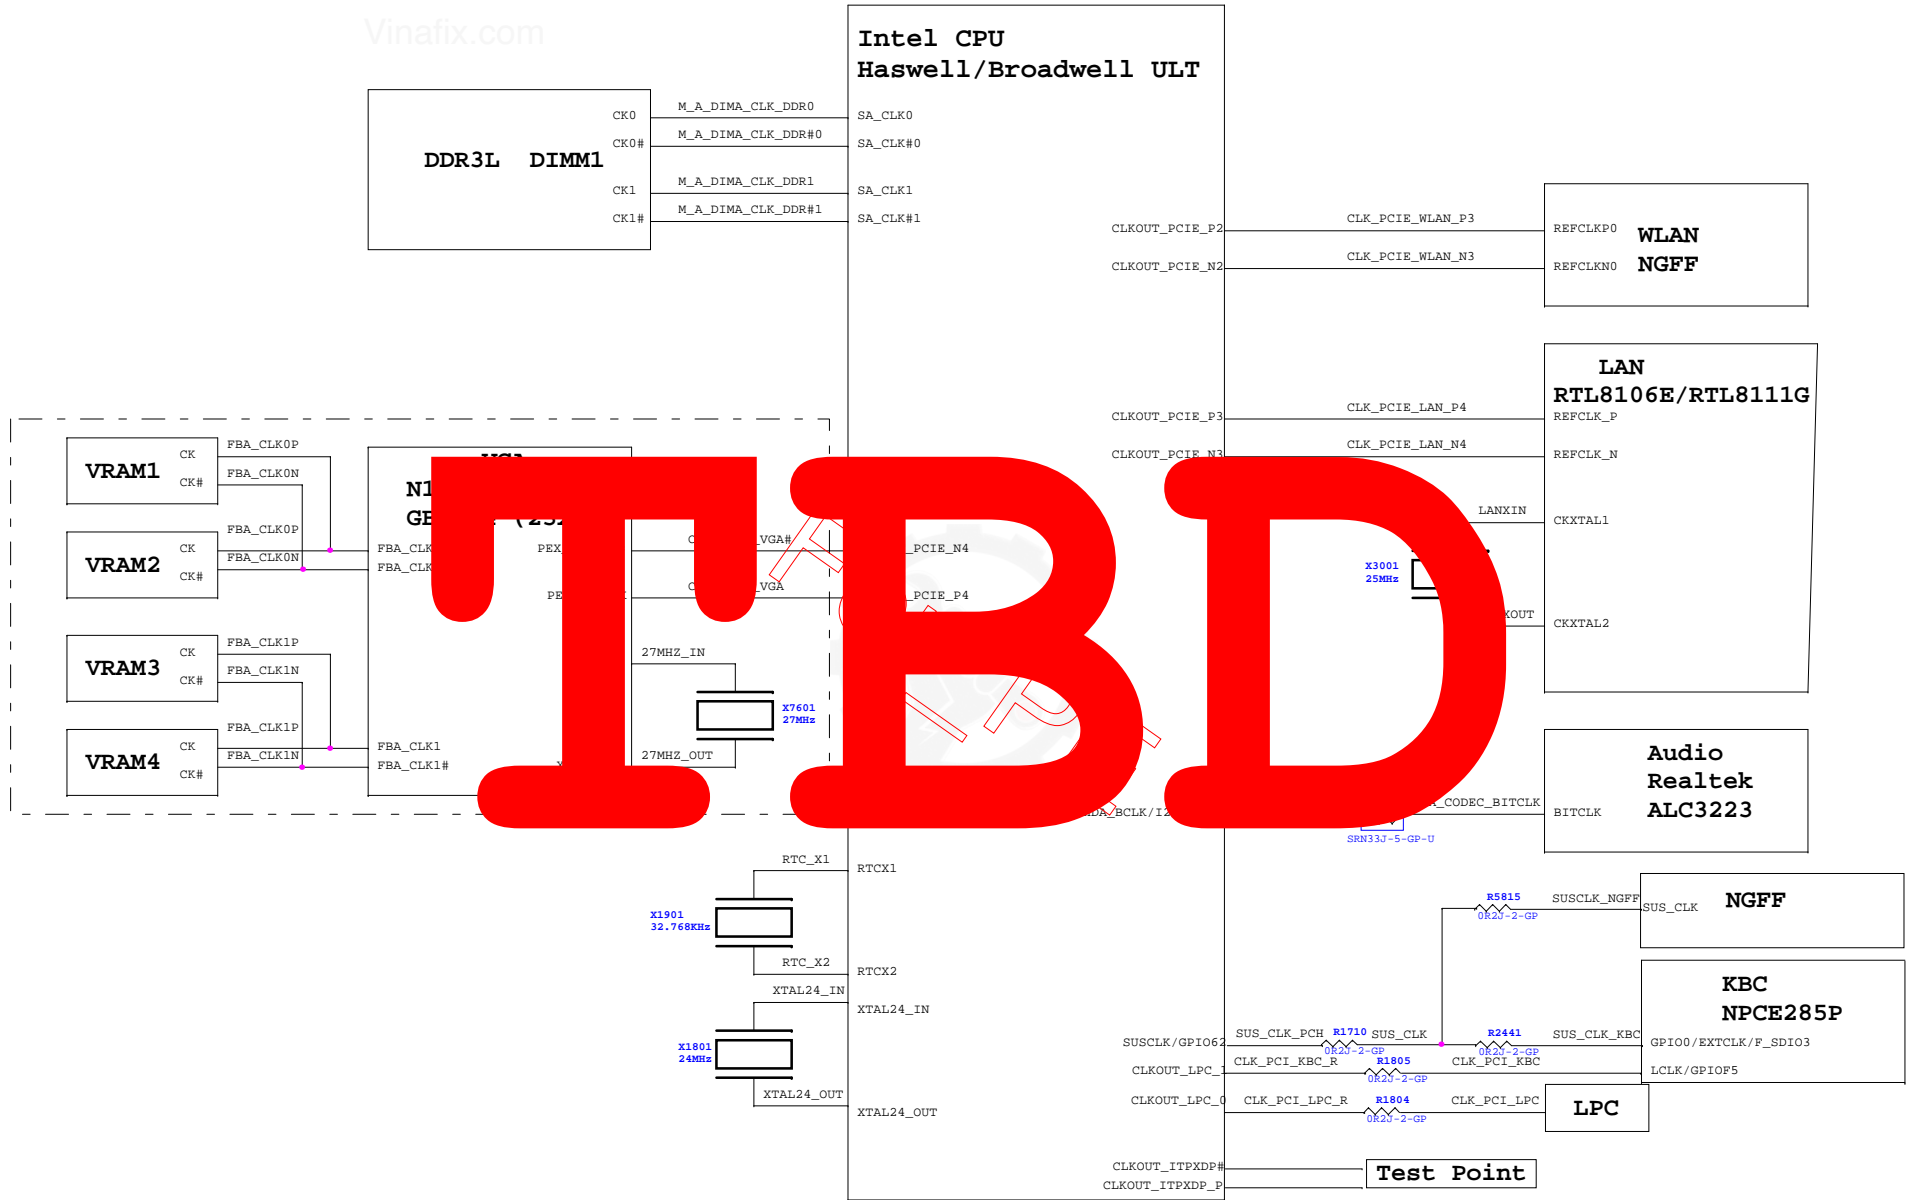 Vinafix.com
Intel CPU
Haswell/Broadwell ULT
DDR3L DIMM1
CK0
M_A_DIMA_CLK_DDR0
SA_CLK0
CK0#
M_A_DIMA_CLK_DDR#0
SA_CLK#0
CK1
M_A_DIMA_CLK_DDR1
SA_CLK1
CK1#
M_A_DIMA_CLK_DDR#1
SA_CLK#1
CLKOUT_PCIE_P2
CLK_PCIE_WLAN_P3
REFCLKP0
CLKOUT_PCIE_N2
CLK_PCIE_WLAN_N3
REFCLKN0
WLAN
NGFF
LAN
RTL8106E/RTL8111G
CLKOUT_PCIE_P3
CLK_PCIE_LAN_P4
REFCLK_P
CLKOUT_PCIE_N3
CLK_PCIE_LAN_N4
REFCLK_N
LANXIN
CKXTAL1
X3001
25MHz
CKXTAL2
TBD
VRAM1
CK
CK#
FBA_CLK0P
FBA_CLK0N
VRAM2
CK
CK#
FBA_CLK0P
FBA_CLK0N
VRAM3
CK
CK#
FBA_CLK1P
FBA_CLK1N
VRAM4
CK
CK#
FBA_CLK1P
FBA_CLK1N
FBA_CLK1
FBA_CLK1#
27MHZ_IN
X7601
27MHz
27MHZ_OUT
_PCIE_N4
_PCIE_P4
Audio
Realtek
ALC3223
_CODEC_BITCLK
BITCLK
SRN33J-5-GP-U
RTC_X1
RTCX1
X1901
32.768KHz
RTC_X2
RTCX2
XTAL24_IN
XTAL24_IN
X1801
24MHz
XTAL24_OUT
XTAL24_OUT
R5815
0R2J-2-GP
SUSCLK_NGFF
SUS_CLK
NGFF
KBC
NPCE285P
SUSCLK/GPIO62
SUS_CLK_PCH
R1710
0R2J-2-GP
SUS_CLK
R2441
0R2J-2-GP
SUS_CLK_KBC
GPIO0/EXTCLK/F_SDIO3
CLKOUT_LPC_1
CLK_PCI_KBC_R
R1805
0R2J-2-GP
CLK_PCI_KBC
LCLK/GPIOF5
CLKOUT_LPC_0
CLK_PCI_LPC_R
R1804
0R2J-2-GP
CLK_PCI_LPC
LPC
CLKOUT_ITPXDP#
CLKOUT_ITPXDP_P
Test Point